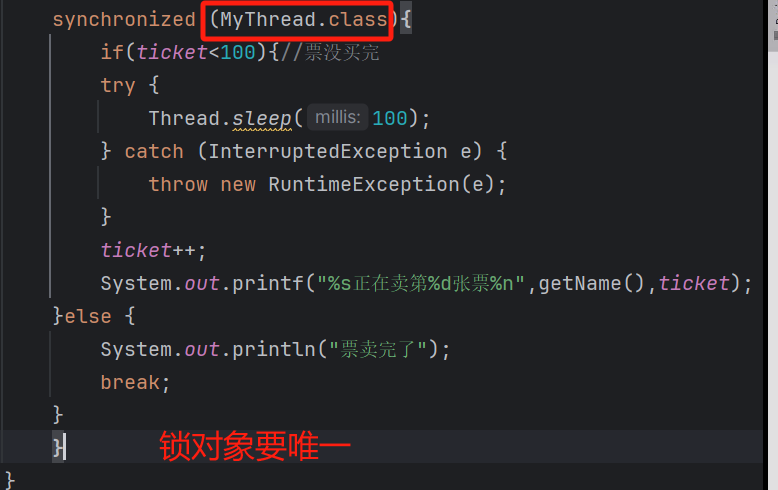 synchronized (MyThread.class){
if(ticket<100){//票没买完
try {
Thread.sleep( millis: 100);
} catch (InterruptedException e) {
throw new RuntimeException(e);
}
ticket++;
System.out.printf("%s正在卖第%d张票%n",getName(),ticket);
}else {
System.out.println("票卖完了");
break;
}
}
锁对象要唯一
}